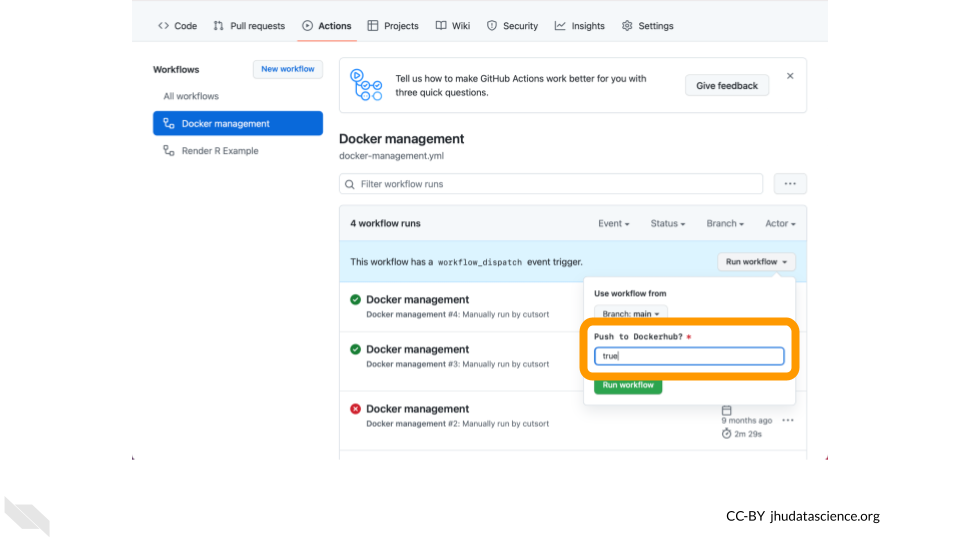 Code Pull requests Actions Projects Wiki Security Insights Settings
Workflows
New workflow
All workflows
Docker management
Render R Example
Tell us how to make GitHub Actions work better for you with
three quick questions.
Give feedback
Docker management
docker-management.yml
Filter workflow runs
4 workflow runs
Event Status Branch Actor
This workflow has a workflow_dispatch event trigger.
Run workflow
Use workflow from
Branch: main
Push to Dockerhub? *
true
Run workflow
Docker management
Docker management #4: Manually run by cutsort
Docker management
Docker management #3: Manually run by cutsort
Docker management
Docker management #2: Manually run by cutsort
9 months ago
2m 29s
CC-BY jhudatascience.org